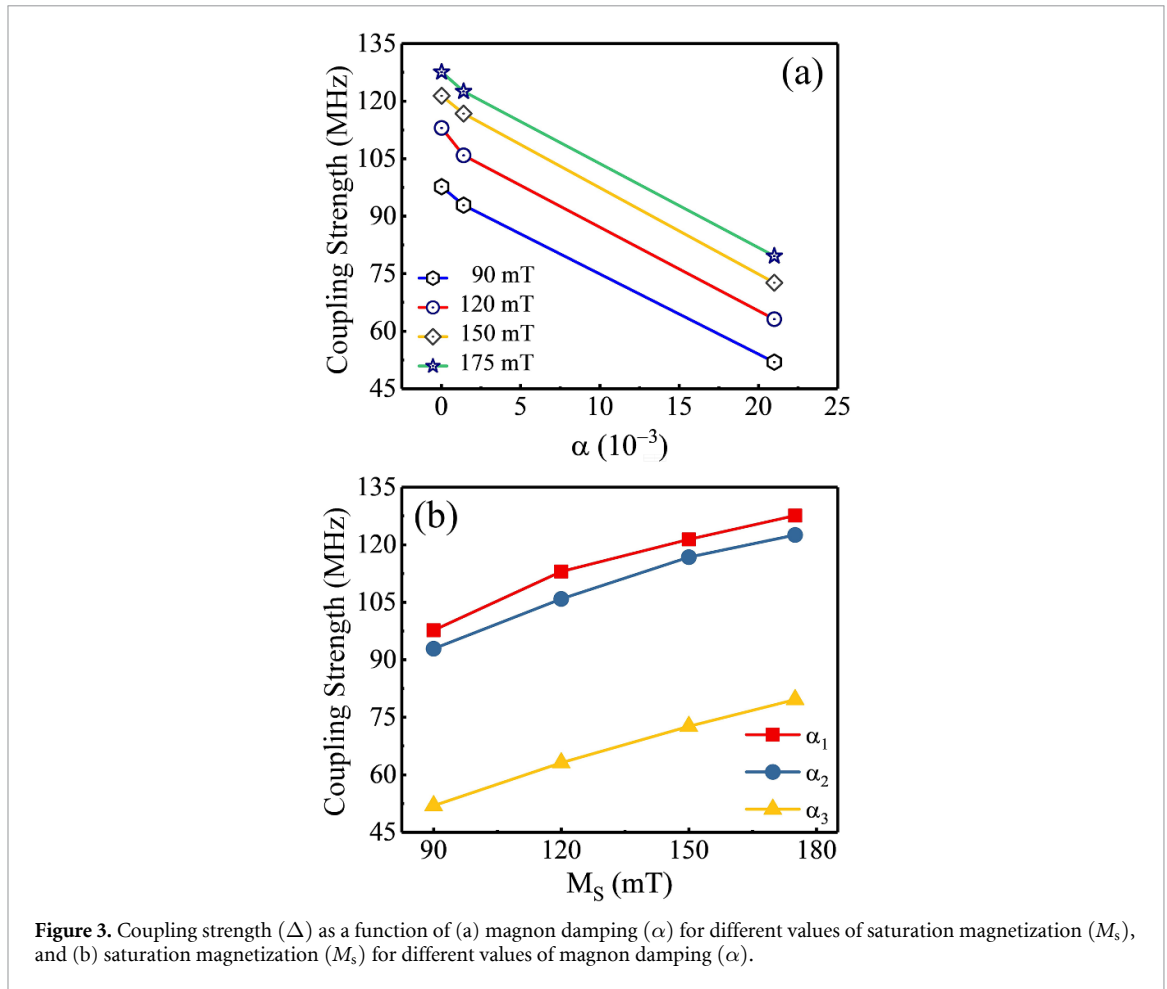 (a)
Coupling Strength (MHz)
135
120
105
90
75
60
45
90 mT
120 mT
150 mT
175 mT
0 5 10 15 20 25
α (10⁻³)
(b)
Coupling Strength (MHz)
135
120
105
90
75
60
45
α₁
α₂
α₃
90 120 150 180
M_S (mT)
Figure 3. Coupling strength (Δ) as a function of (a) magnon damping (α) for different values of saturation magnetization (M_s),
and (b) saturation magnetization (M_s) for different values of magnon damping (α).